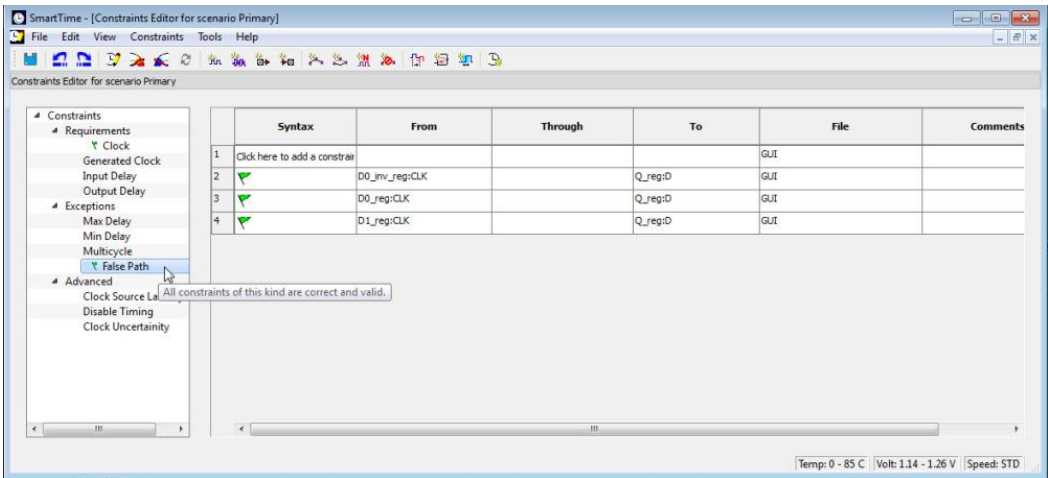 SmartTime - [Constraints Editor for scenario Primary]
File Edit View Constraints Tools Help
Constraints Editor for scenario Primary
Constraints
Requirements
Clock
Generated Clock
Input Delay
Output Delay
Exceptions
Max Delay
Min Delay
Multicycle
False Path
Advanced
Clock Source La
Disable Timing
Clock Uncertainity
All constraints of this kind are correct and valid.
Syntax From Through To File Comments
1 Click here to add a constrair GUI
2 D0_inv_reg:CLK Q_reg:D GUI
3 D0_reg:CLK Q_reg:D GUI
4 D1_reg:CLK Q_reg:D GUI
Temp: 0 - 85 C Volt: 1.14 - 1.26 V Speed: STD